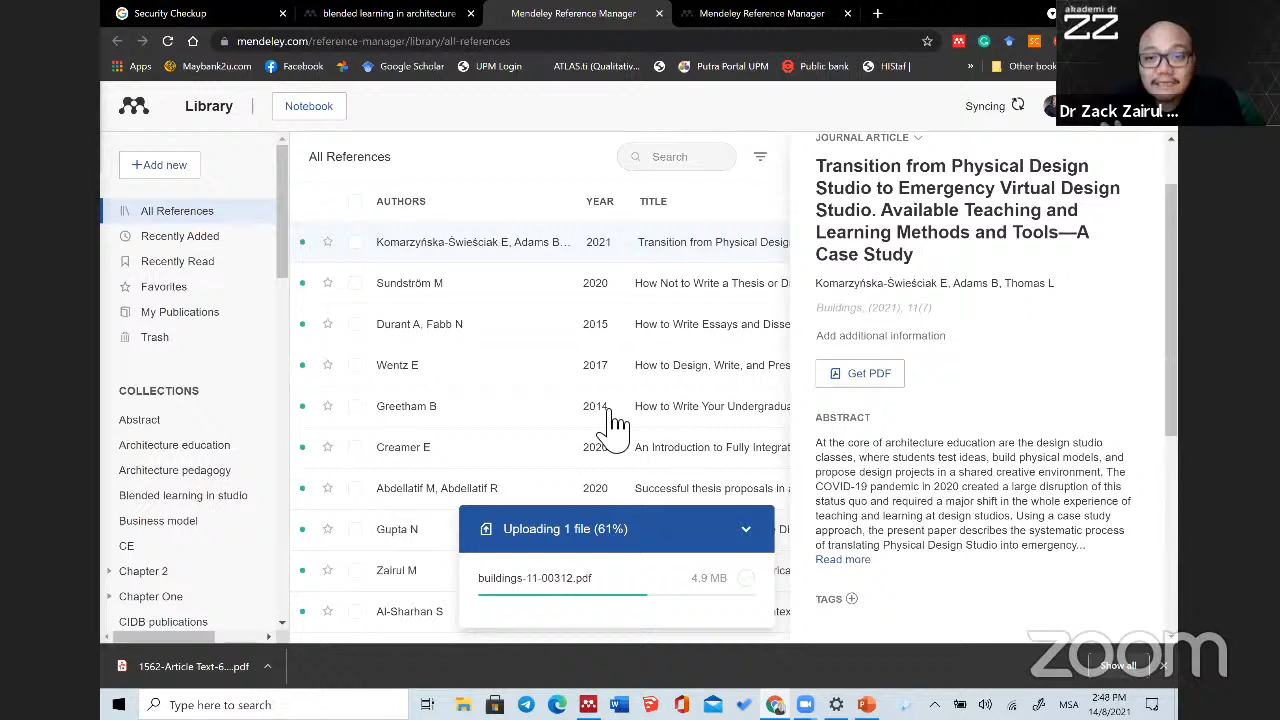 Security Checkup
blended learning in architecture
Mendeley Reference Manager
Mendeley Reference Manager
mendeley.com/reference
library/all-references
Apps
Maybank2u.com
Facebook
Google Scholar
UPM Login
ATLAS.ti (Qualitativ...
Putra Portal UPM
Public bank
HIStaf
»
Other book
akademi dr
ZZ
Dr Zack Zairul ...
Library
Notebook
Syncing
+Add new
All References
Recently Added
Recently Read
Favorites
My Publications
Trash
COLLECTIONS
Abstract
Architecture education
Architecture pedagogy
Blended learning in studio
Business model
CE
Chapter 2
Chapter One
CIDB publications
All References
Search
AUTHORS YEAR TITLE
Komarzyńska-Świeściak E, Adams B... 2021 Transition from Physical Desig
Sundström M 2020 How Not to Write a Thesis or D
Durant A, Fabb N 2015 How to Write Essays and Disse
Wentz E 2017 How to Design, Write, and Pres
Greetham B 2014 How to Write Your Undergradua
Creamer E An Introduction to Fully Integrat
Abdellatif M, Abdellatif R 2020 Successful thesis proposals in a
Gupta N
Zairul M
Al-Sharhan S
Uploading 1 file (61%)
buildings-11-00312.pdf 4.9 MB
JOURNAL ARTICLE
Transition from Physical Design
Studio to Emergency Virtual Design
Studio. Available Teaching and
Learning Methods and Tools—A
Case Study
Komarzyńska-Świeściak E, Adams B, Thomas L
Buildings, (2021), 11(7)
Add additional information
Get PDF
ABSTRACT
At the core of architecture education are the design studio
classes, where students test ideas, build physical models, and
propose design projects in a shared creative environment. The
COVID-19 pandemic in 2020 created a large disruption of this
status quo and required a major shift in the whole experience of
teaching and learning at design studios. Using a case study
approach, the present paper describes the systematic process
of translating Physical Design Studio into emergency...
Read more
TAGS
zoom
1562-Article Text-6....pdf
Show all
Type here to search
MSA
2:48 PM
14/8/2021